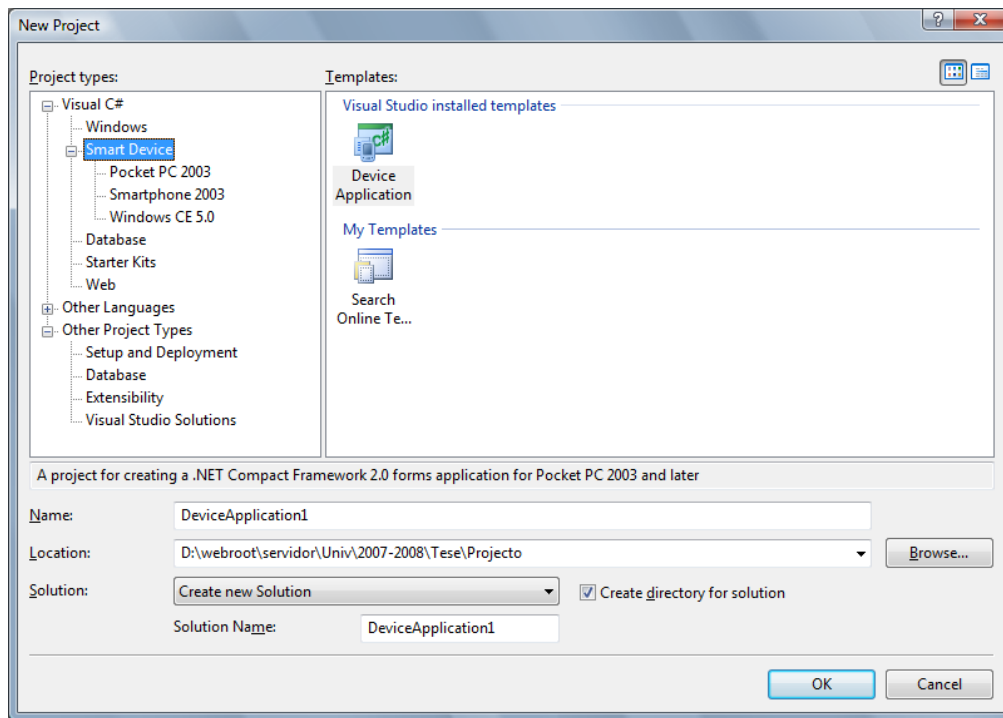 New Project
Project types:
Templates:
Visual C#
Windows
Smart Device
Pocket PC 2003
Smartphone 2003
Windows CE 5.0
Database
Starter Kits
Web
Other Languages
Other Project Types
Setup and Deployment
Database
Extensibility
Visual Studio Solutions
Visual Studio installed templates
C#
Device
Application
My Templates
Search
Online Te...
A project for creating a .NET Compact Framework 2.0 forms application for Pocket PC 2003 and later
Name:
DeviceApplication1
Location:
D:\webroot\servidor\Univ\2007-2008\Tese\Projecto
Browse...
Solution:
Create new Solution
Create directory for solution
Solution Name:
DeviceApplication1
OK
Cancel